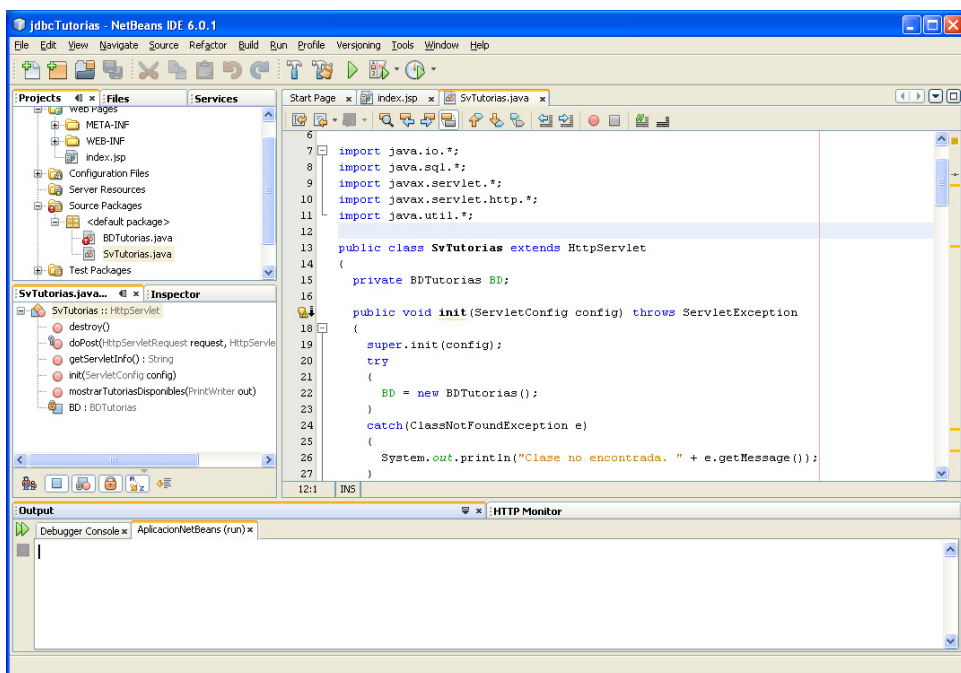 jdbcTutorias - NetBeans IDE 6.0.1
File Edit View Navigate Source Refactor Build Run Profile Versioning Tools Window Help
Projects Files Services
Web Pages
META-INF
WEB-INF
index.jsp
Configuration Files
Server Resources
Source Packages
<default package>
BDTutorias.java
SvTutorias.java
Test Packages
SvTutorias.java... Inspector
SvTutorias :: HttpServlet
destroy()
doPost(HttpServletRequest request, HttpServle
getServletInfo() : String
init(ServletConfig config)
mostrarTutoriasDisponibles(PrintWriter out)
BD : BDTutorias
Start Page index.jsp SvTutorias.java
6
7 import java.io.*;
8 import java.sql.*;
9 import javax.servlet.*;
10 import javax.servlet.http.*;
11 import java.util.*;
12
13 public class SvTutorias extends HttpServlet
14 {
15 private BDTutorias BD;
16
public void init(ServletConfig config) throws ServletException
18 {
19 super.init(config);
20 try
21 {
22 BD = new BDTutorias();
23 }
24 catch(ClassNotFoundException e)
25 {
26 System.out.println("Clase no encontrada. " + e.getMessage());
27 }
12:1 INS
Output HTTP Monitor
Debugger Console AplicacionNetBeans (run)